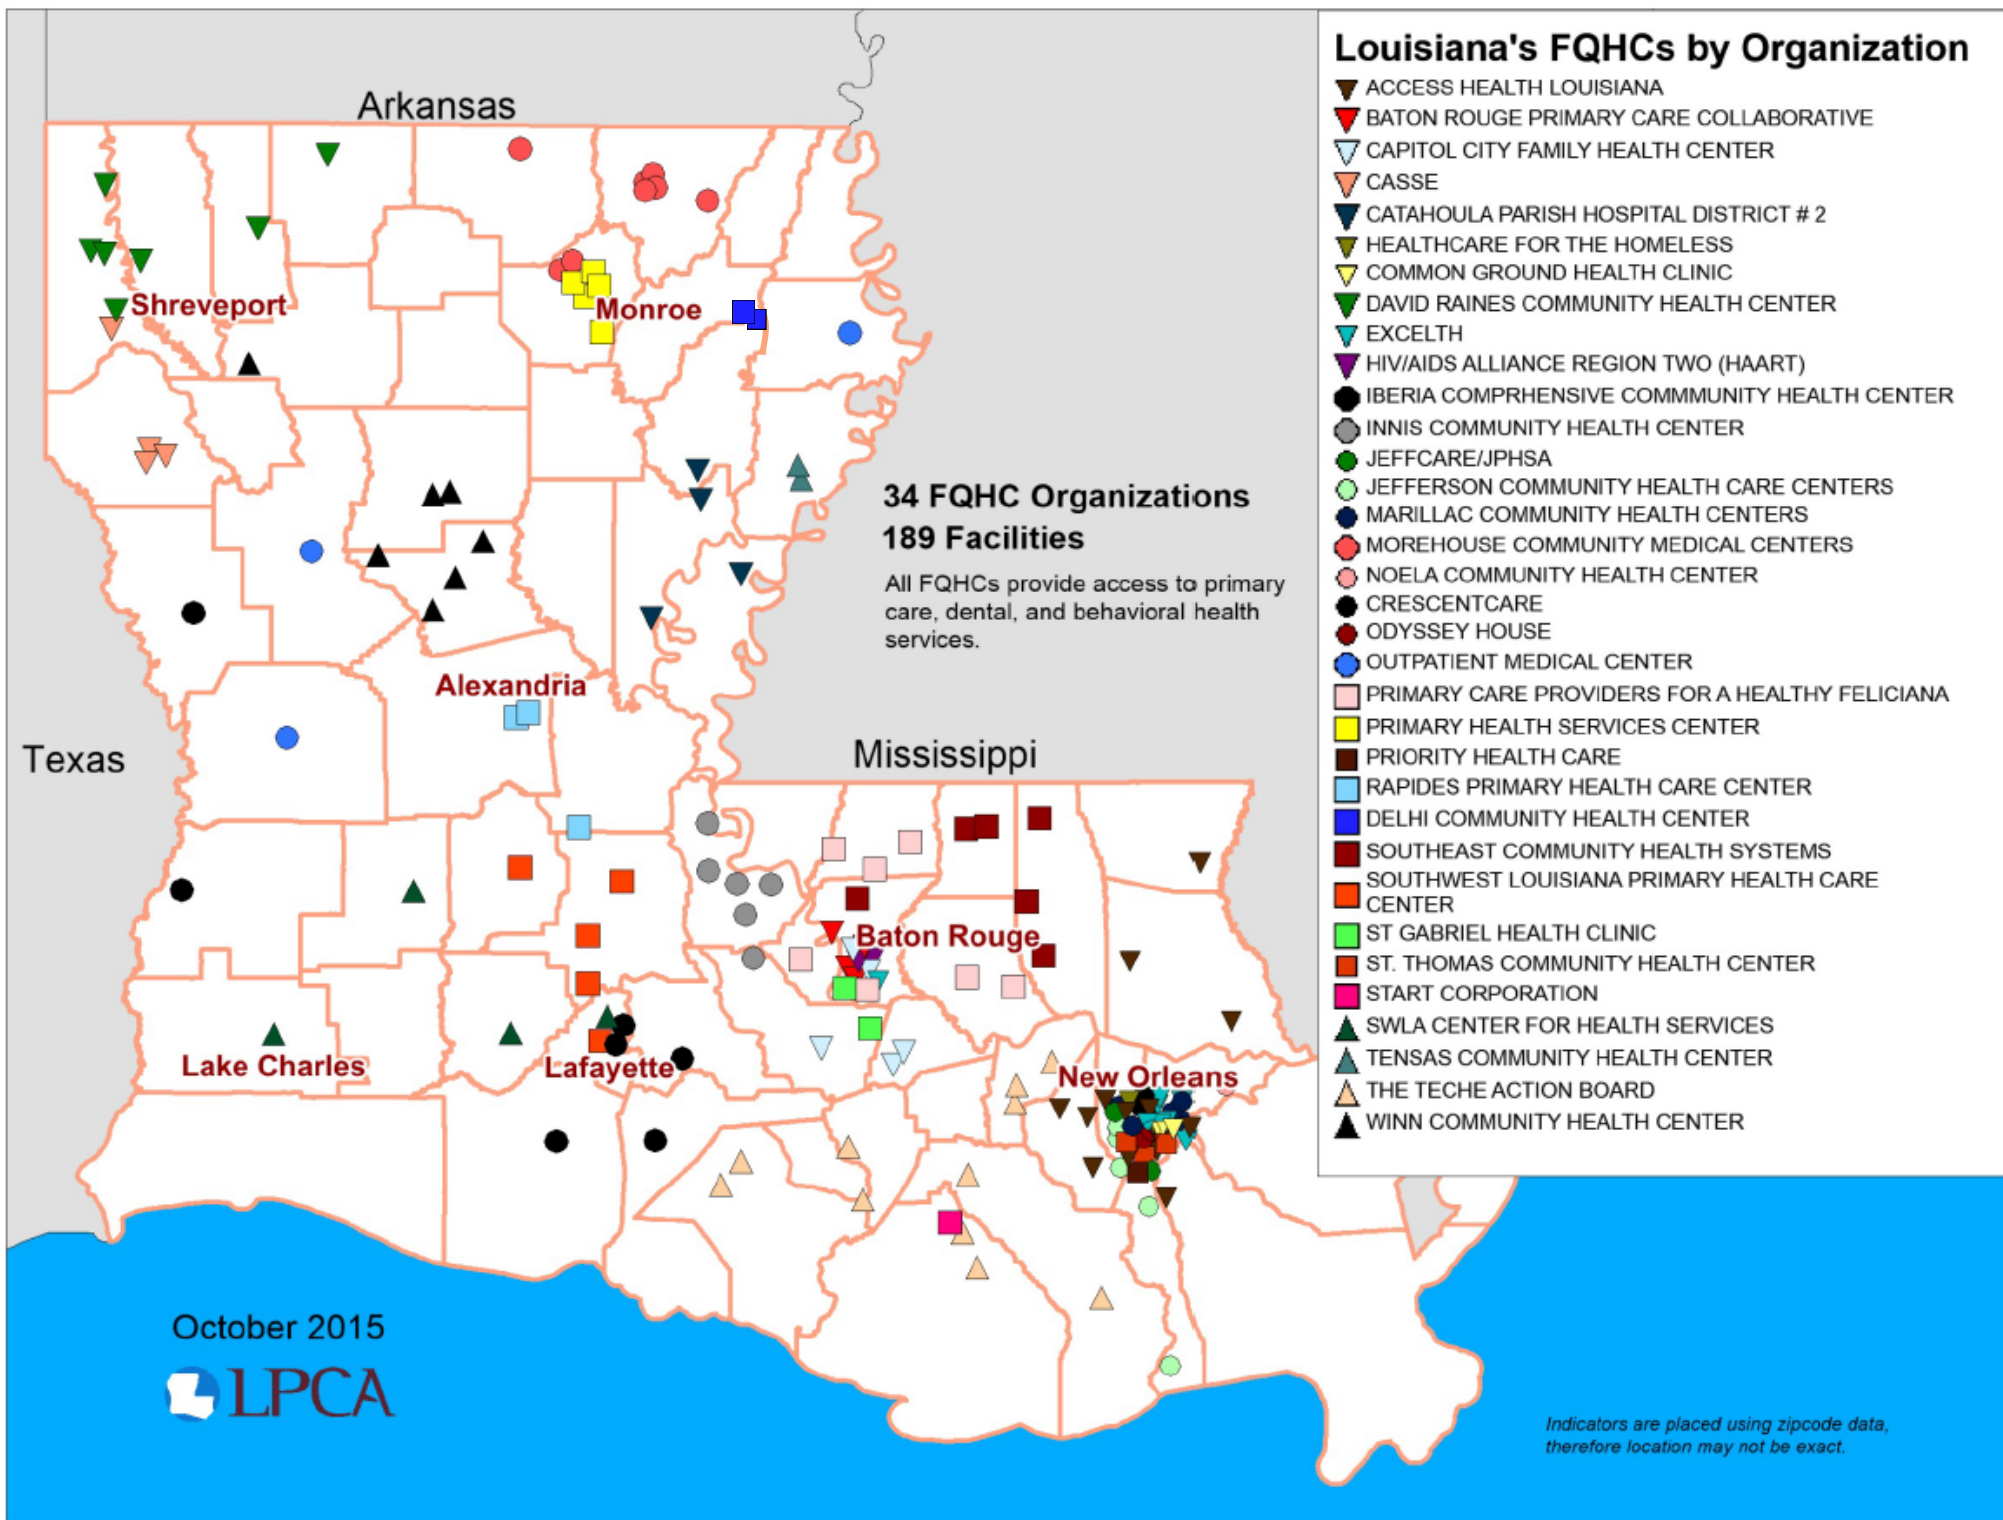 Louisiana's FQHCs by Organization
ACCESS HEALTH LOUISIANA
BATON ROUGE PRIMARY CARE COLLABORATIVE
CAPITOL CITY FAMILY HEALTH CENTER
CASSE
CATAHOULA PARISH HOSPITAL DISTRICT # 2
HEALTHCARE FOR THE HOMELESS
COMMON GROUND HEALTH CLINIC
DAVID RAINES COMMUNITY HEALTH CENTER
EXCELTH
HIV/AIDS ALLIANCE REGION TWO (HAART)
IBERIA COMPRHENSIVE COMMMUNITY HEALTH CENTER
INNIS COMMUNITY HEALTH CENTER
JEFFCARE/JPHSA
JEFFERSON COMMUNITY HEALTH CARE CENTERS
MARILLAC COMMUNITY HEALTH CENTERS
MOREHOUSE COMMUNITY MEDICAL CENTERS
NOELA COMMUNITY HEALTH CENTER
CRESCENTCARE
ODYSSEY HOUSE
OUTPATIENT MEDICAL CENTER
PRIMARY CARE PROVIDERS FOR A HEALTHY FELICIANA
PRIMARY HEALTH SERVICES CENTER
PRIORITY HEALTH CARE
RAPIDES PRIMARY HEALTH CARE CENTER
DELHI COMMUNITY HEALTH CENTER
SOUTHEAST COMMUNITY HEALTH SYSTEMS
SOUTHWEST LOUISIANA PRIMARY HEALTH CARE
CENTER
ST GABRIEL HEALTH CLINIC
ST. THOMAS COMMUNITY HEALTH CENTER
START CORPORATION
SWLA CENTER FOR HEALTH SERVICES
TENSAS COMMUNITY HEALTH CENTER
THE TECHE ACTION BOARD
WINN COMMUNITY HEALTH CENTER
Arkansas
Shreveport
Monroe
34 FQHC Organizations
189 Facilities
All FQHCs provide access to primary
care, dental, and behavioral health
services.
Alexandria
Texas
Mississippi
Baton Rouge
Lake Charles
Lafayette
New Orleans
October 2015
LPCA
Indicators are placed using zipcode data,
therefore location may not be exact.